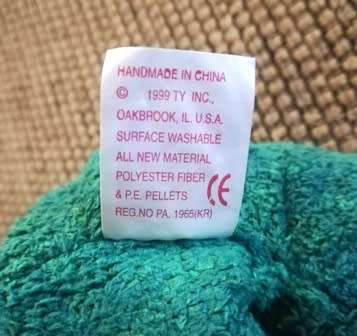 HANDMADE IN CHINA
© 1999 TY INC.,
OAKBROOK, IL. U.S.A.
SURFACE WASHABLE
ALL NEW MATERIAL
POLYESTER FIBER
& P.E. PELLETS CE
REG.NO PA. 1965(KR)